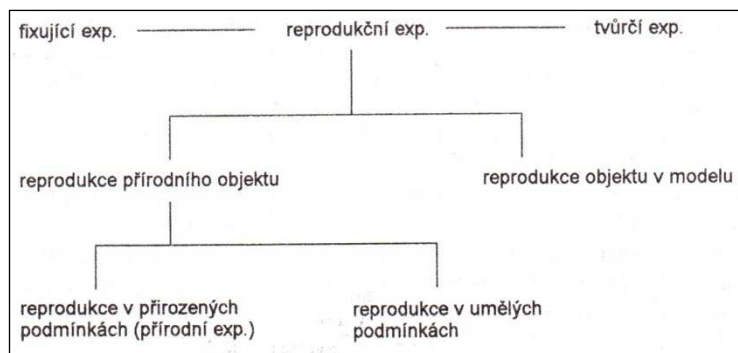 fixující exp. reprodukční exp. tvůrčí exp.
reprodukce přírodního objektu reprodukce objektu v modelu
reprodukce v přirozených reprodukce v umělých
podmínkách (přírodní exp.) podmínkách